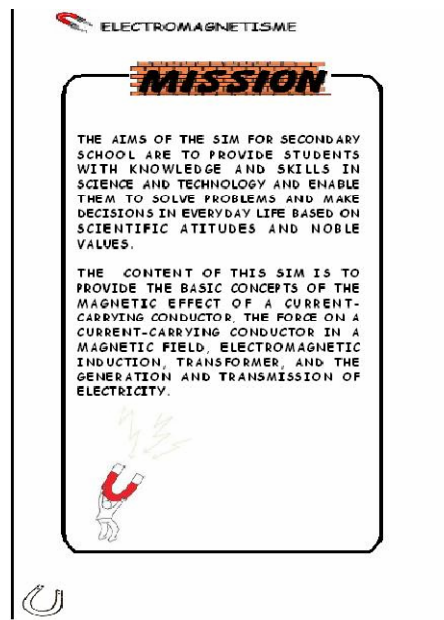 ELECTROMAGNETISME
MISSION
THE AIMS OF THE SIM FOR SECONDARY
SCHOOL ARE TO PROVIDE STUDENTS
WITH KNOWLEDGE AND SKILLS IN
SCIENCE AND TECHNOLOGY AND ENABLE
THEM TO SOLVE PROBLEMS AND MAKE
DECISIONS IN EVERYDAY LIFE BASED ON
SCIENTIFIC ATITUDES AND NOBLE
VALUES.
THE CONTENT OF THIS SIM IS TO
PROVIDE THE BASIC CONCEPTS OF THE
MAGNETIC EFFECT OF A CURRENT-
CARRYING CONDUCTOR, THE FORCE ON A
CURRENT-CARRYING CONDUCTOR IN A
MAGNETIC FIELD, ELECTROMAGNETIC
INDUCTION, TRANSFORMER, AND THE
GENERATION AND TRANSMISSION OF
ELECTRICITY.